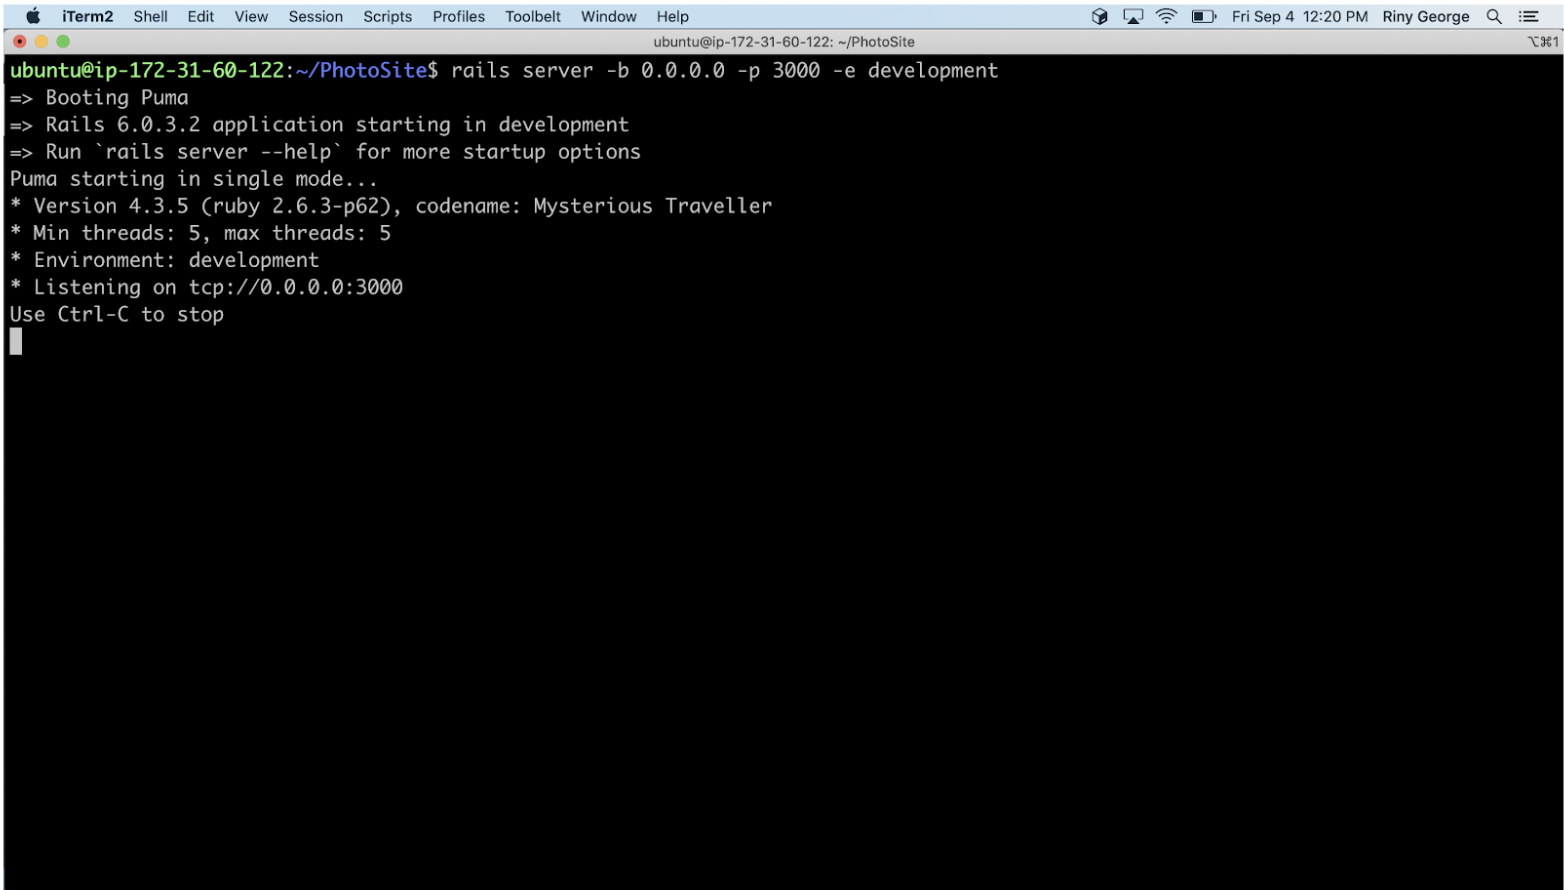 iTerm2 Shell Edit View Session Scripts Profiles Toolbelt Window Help Fri Sep 4 12:20 PM Riny George
ubuntu@ip-172-31-60-122: ~/PhotoSite ⌥⌘1
ubuntu@ip-172-31-60-122:~/PhotoSite$ rails server -b 0.0.0.0 -p 3000 -e development
=> Booting Puma
=> Rails 6.0.3.2 application starting in development
=> Run `rails server --help` for more startup options
Puma starting in single mode...
* Version 4.3.5 (ruby 2.6.3-p62), codename: Mysterious Traveller
* Min threads: 5, max threads: 5
* Environment: development
* Listening on tcp://0.0.0.0:3000
Use Ctrl-C to stop